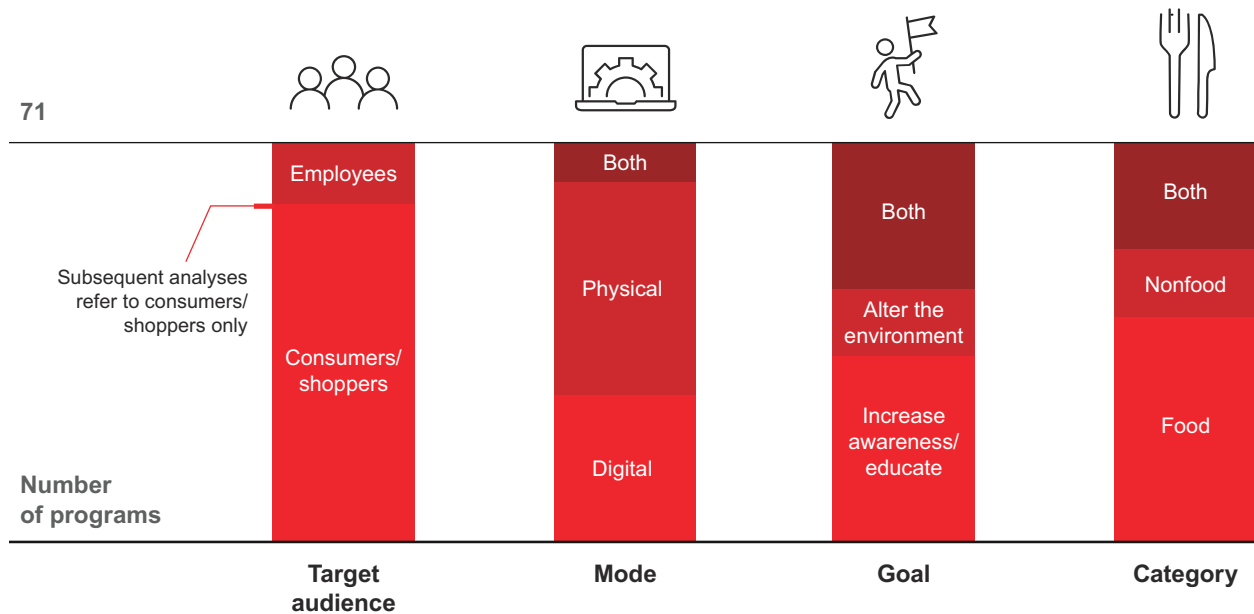 71
Employees
Subsequent analyses
refer to consumers/
shoppers only
Consumers/
shoppers
Both
Physical
Digital
Both
Alter the
environment
Increase
awareness/
educate
Both
Nonfood
Food
Number
of programs
Target
audience
Mode
Goal
Category